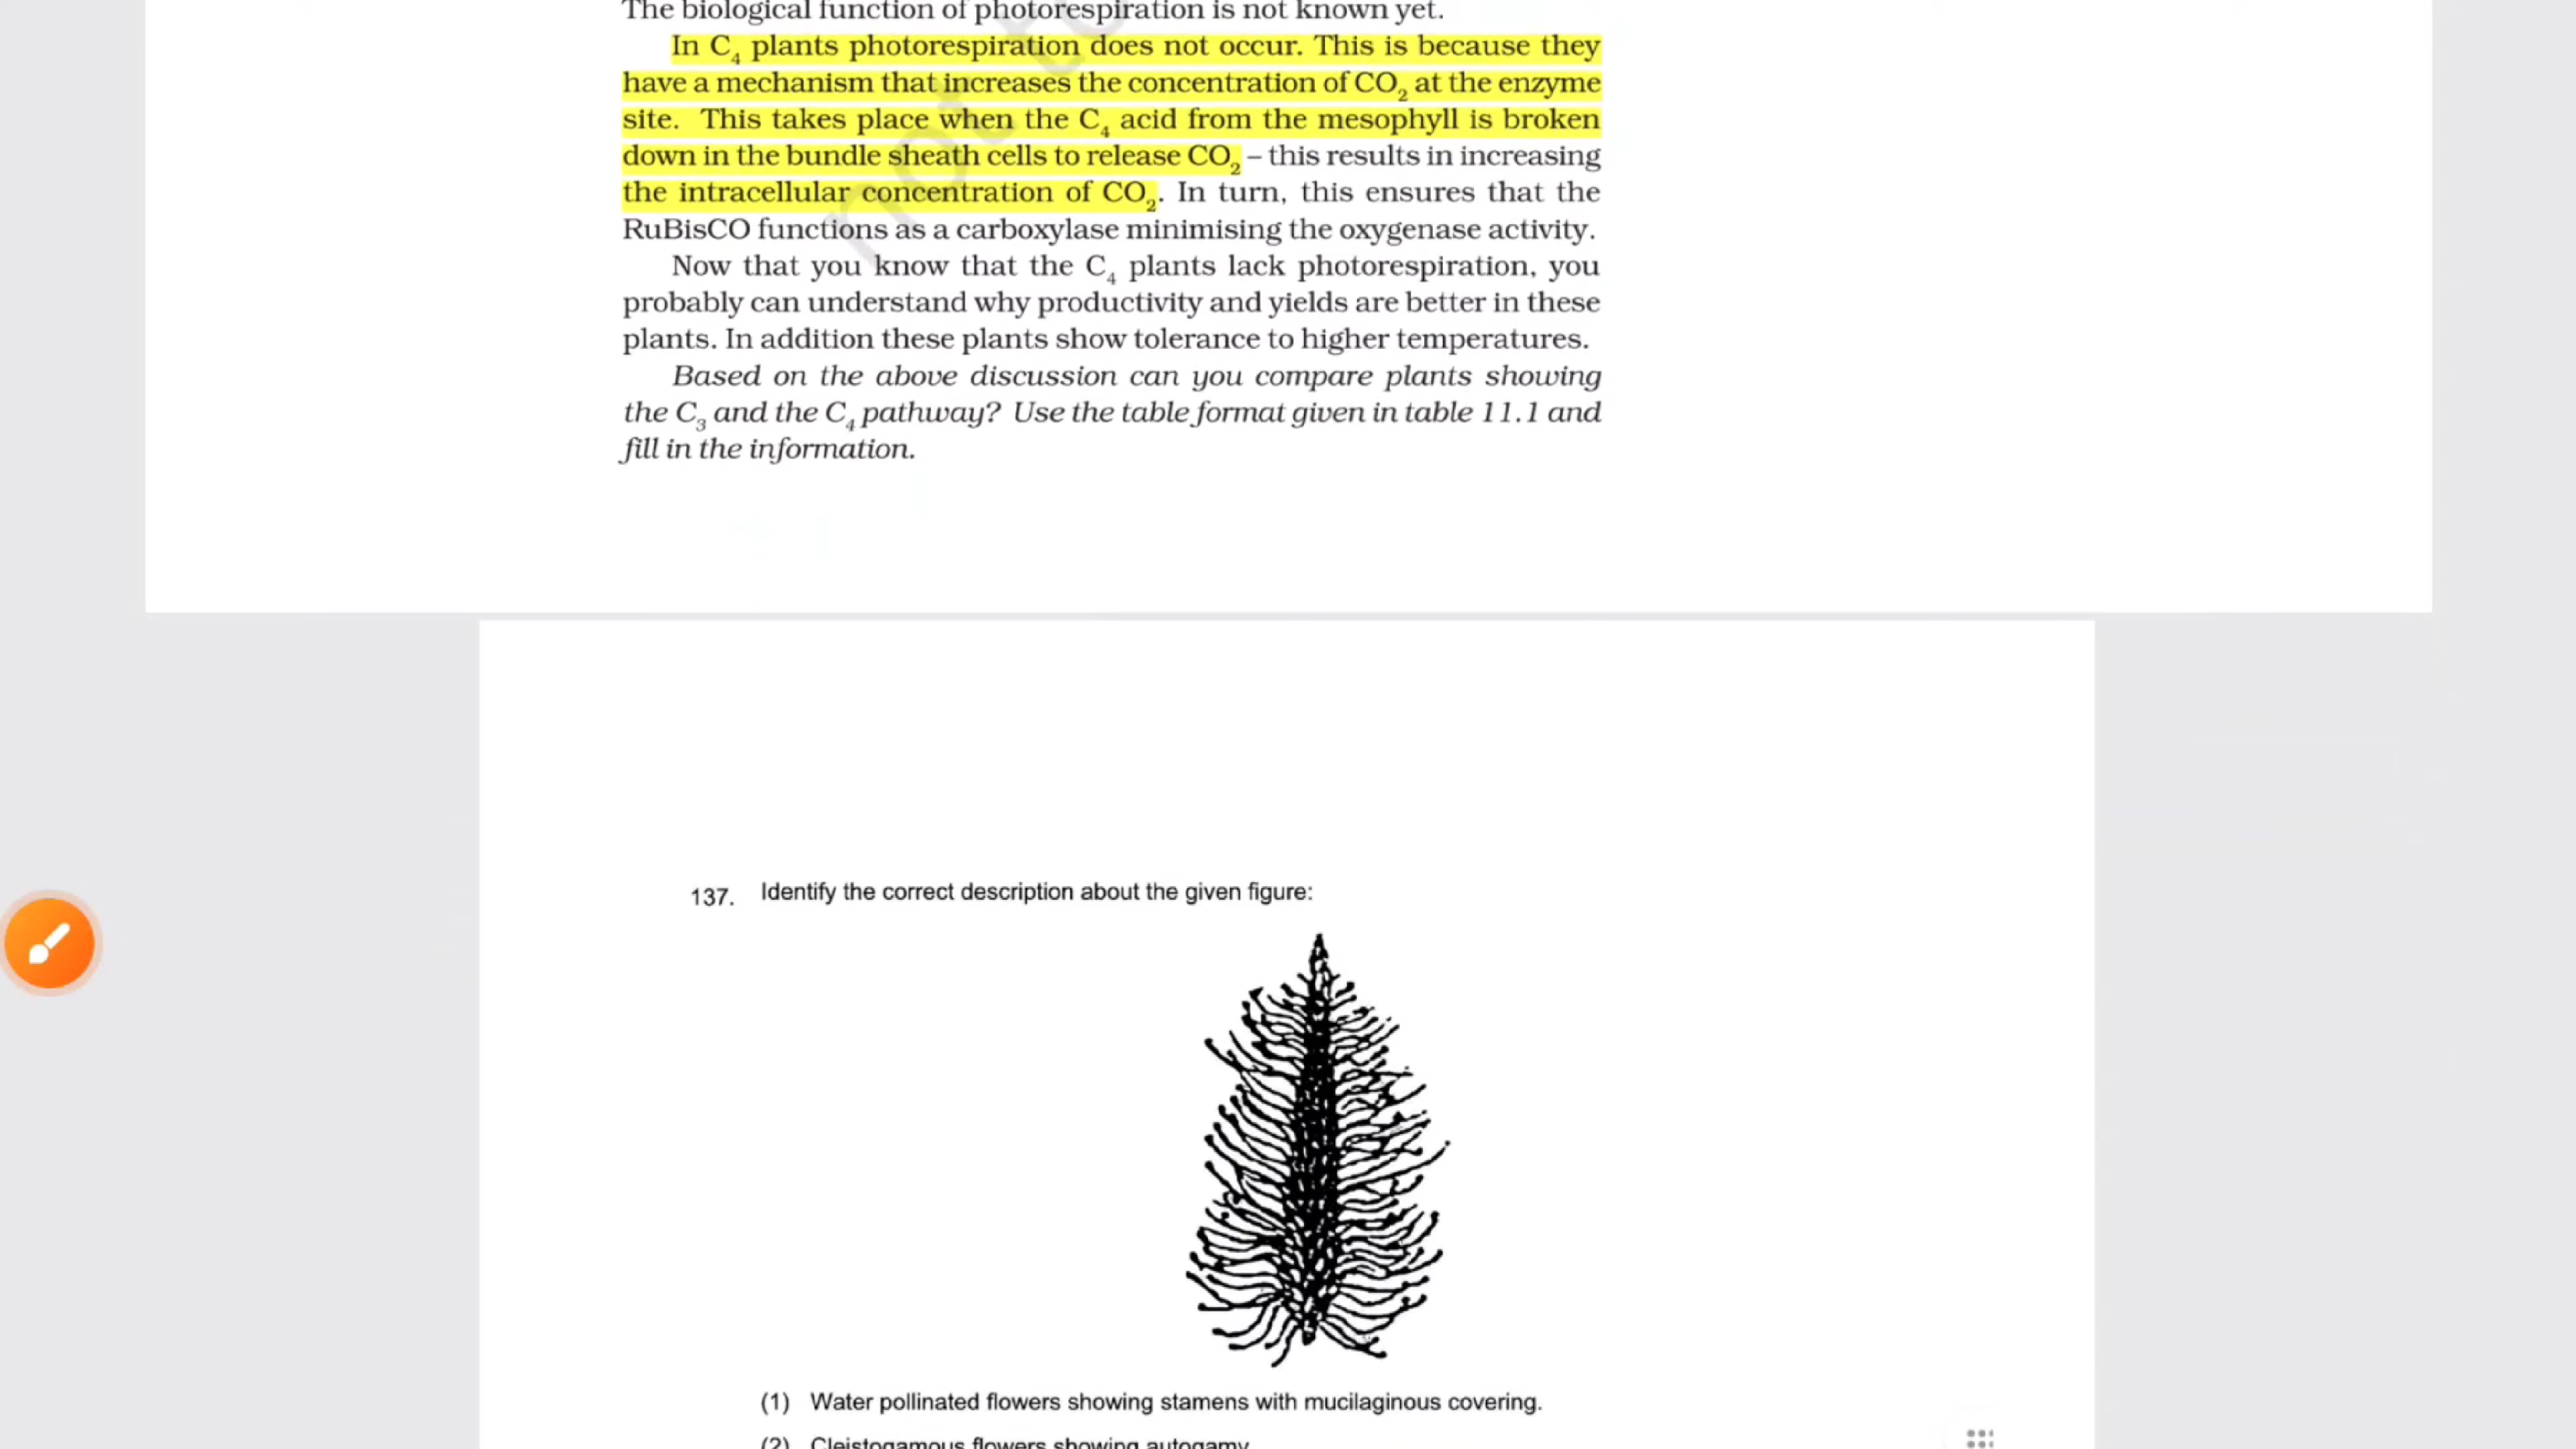 The biological function of photorespiration is not known yet.
In C₄ plants photorespiration does not occur. This is because they
have a mechanism that increases the concentration of CO₂ at the enzyme
site. This takes place when the C₄ acid from the mesophyll is broken
down in the bundle sheath cells to release CO₂ – this results in increasing
the intracellular concentration of CO₂. In turn, this ensures that the
RuBisCO functions as a carboxylase minimising the oxygenase activity.
Now that you know that the C₄ plants lack photorespiration, you
probably can understand why productivity and yields are better in these
plants. In addition these plants show tolerance to higher temperatures.
Based on the above discussion can you compare plants showing
the C₃ and the C₄ pathway? Use the table format given in table 11.1 and
fill in the information.
137. Identify the correct description about the given figure:
(1) Water pollinated flowers showing stamens with mucilaginous covering.
(2) Cleistogamous flowers showing autogamy